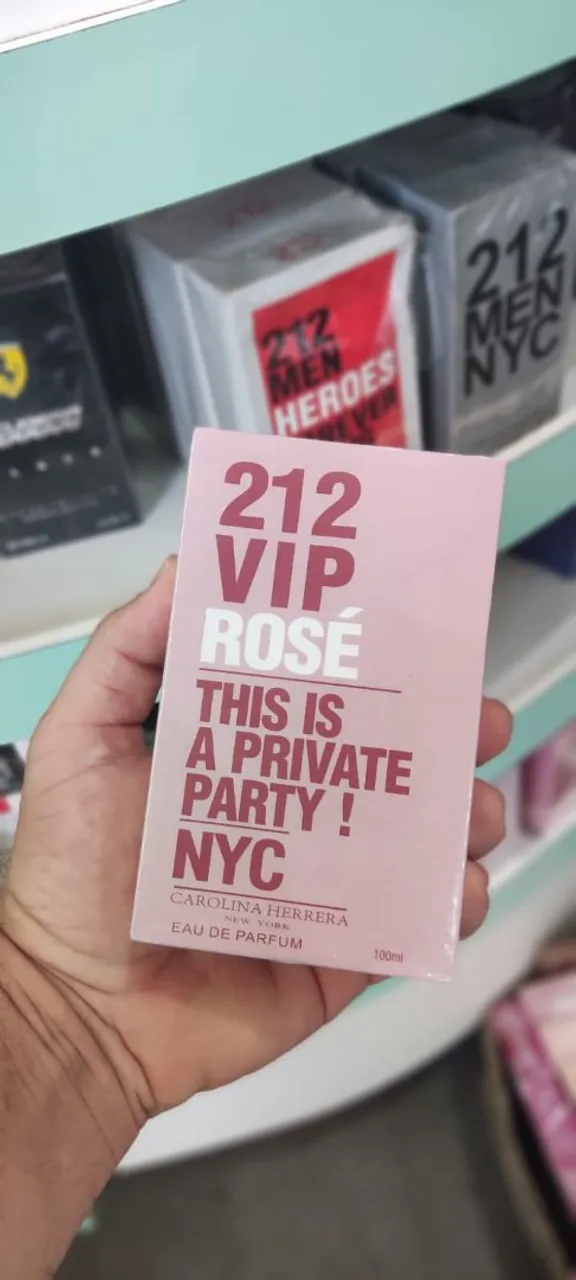 212
MEN
HEROES
212
MEN
NYC
212
VIP
ROSÉ
THIS IS
A PRIVATE
PARTY !
NYC
CAROLINA HERRERA
NEW YORK
EAU DE PARFUM
100ml